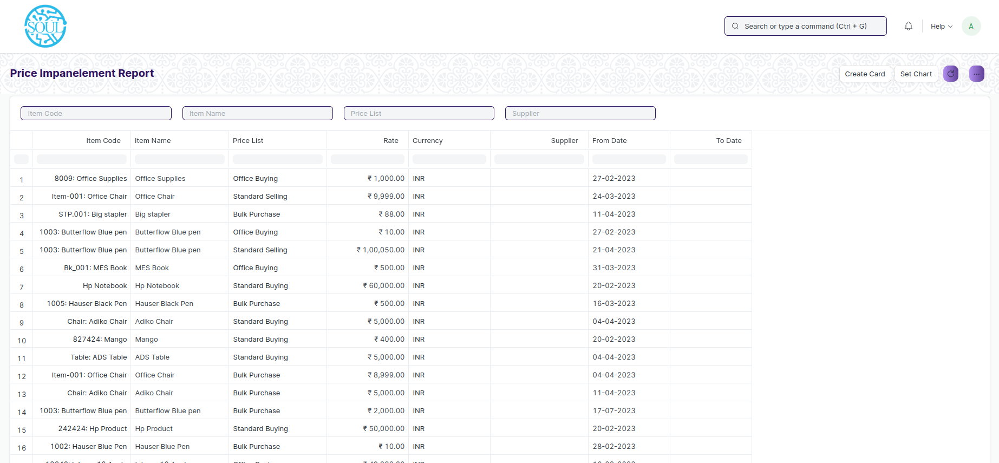 SOUL
Search or type a command (Ctrl + G)
Help
A
Price Impanelement Report
Create Card
Set Chart
Item Code
Item Name
Price List
Supplier
Item Code Item Name Price List Rate Currency Supplier From Date To Date
1 8009: Office Supplies Office Supplies Office Buying ₹ 1,000.00 INR 27-02-2023
2 Item-001: Office Chair Office Chair Standard Selling ₹ 9,999.00 INR 24-03-2023
3 STP.001: Big stapler Big stapler Bulk Purchase ₹ 88.00 INR 11-04-2023
4 1003: Butterflow Blue pen Butterflow Blue pen Office Buying ₹ 10.00 INR 27-02-2023
5 1003: Butterflow Blue pen Butterflow Blue pen Standard Selling ₹ 1,00,050.00 INR 21-04-2023
6 Bk_001: MES Book MES Book Office Buying ₹ 500.00 INR 31-03-2023
7 Hp Notebook Hp Notebook Standard Buying ₹ 60,000.00 INR 20-02-2023
8 1005: Hauser Black Pen Hauser Black Pen Bulk Purchase ₹ 500.00 INR 16-03-2023
9 Chair: Adiko Chair Adiko Chair Standard Buying ₹ 5,000.00 INR 04-04-2023
10 827424: Mango Mango Standard Buying ₹ 400.00 INR 20-02-2023
11 Table: ADS Table ADS Table Standard Buying ₹ 5,000.00 INR 04-04-2023
12 Item-001: Office Chair Office Chair Bulk Purchase ₹ 8,999.00 INR 04-04-2023
13 Chair: Adiko Chair Adiko Chair Bulk Purchase ₹ 5,000.00 INR 11-04-2023
14 1003: Butterflow Blue pen Butterflow Blue pen Bulk Purchase ₹ 2,000.00 INR 17-07-2023
15 242424: Hp Product Hp Product Standard Buying ₹ 50,000.00 INR 20-02-2023
16 1002: Hauser Blue Pen Hauser Blue Pen Bulk Purchase ₹ 10.00 INR 28-02-2023